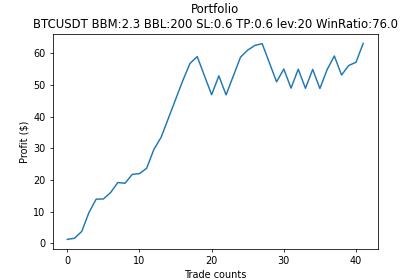 Portfolio
BTCUSDT BBM:2.3 BBL:200 SL:0.6 TP:0.6 lev:20 WinRatio:76.0
Profit ($)
60
50
40
30
20
10
0
0 10 20 30 40
Trade counts